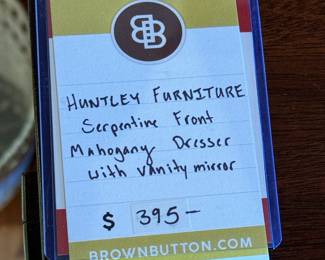 BB
HUNTLEY FURNITURE
Serpentine Front
Mahogany Dresser
with vanity mirror
$ 395-
BROWNBUTTON.COM